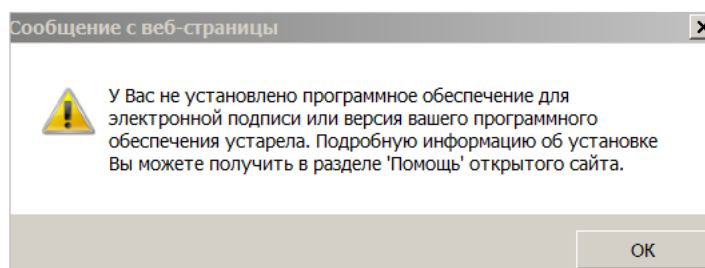 Сообщение с веб-страницы
У Вас не установлено программное обеспечение для
электронной подписи или версия вашего программного
обеспечения устарела. Подробную информацию об установке
Вы можете получить в разделе 'Помощь' открытого сайта.
ОК